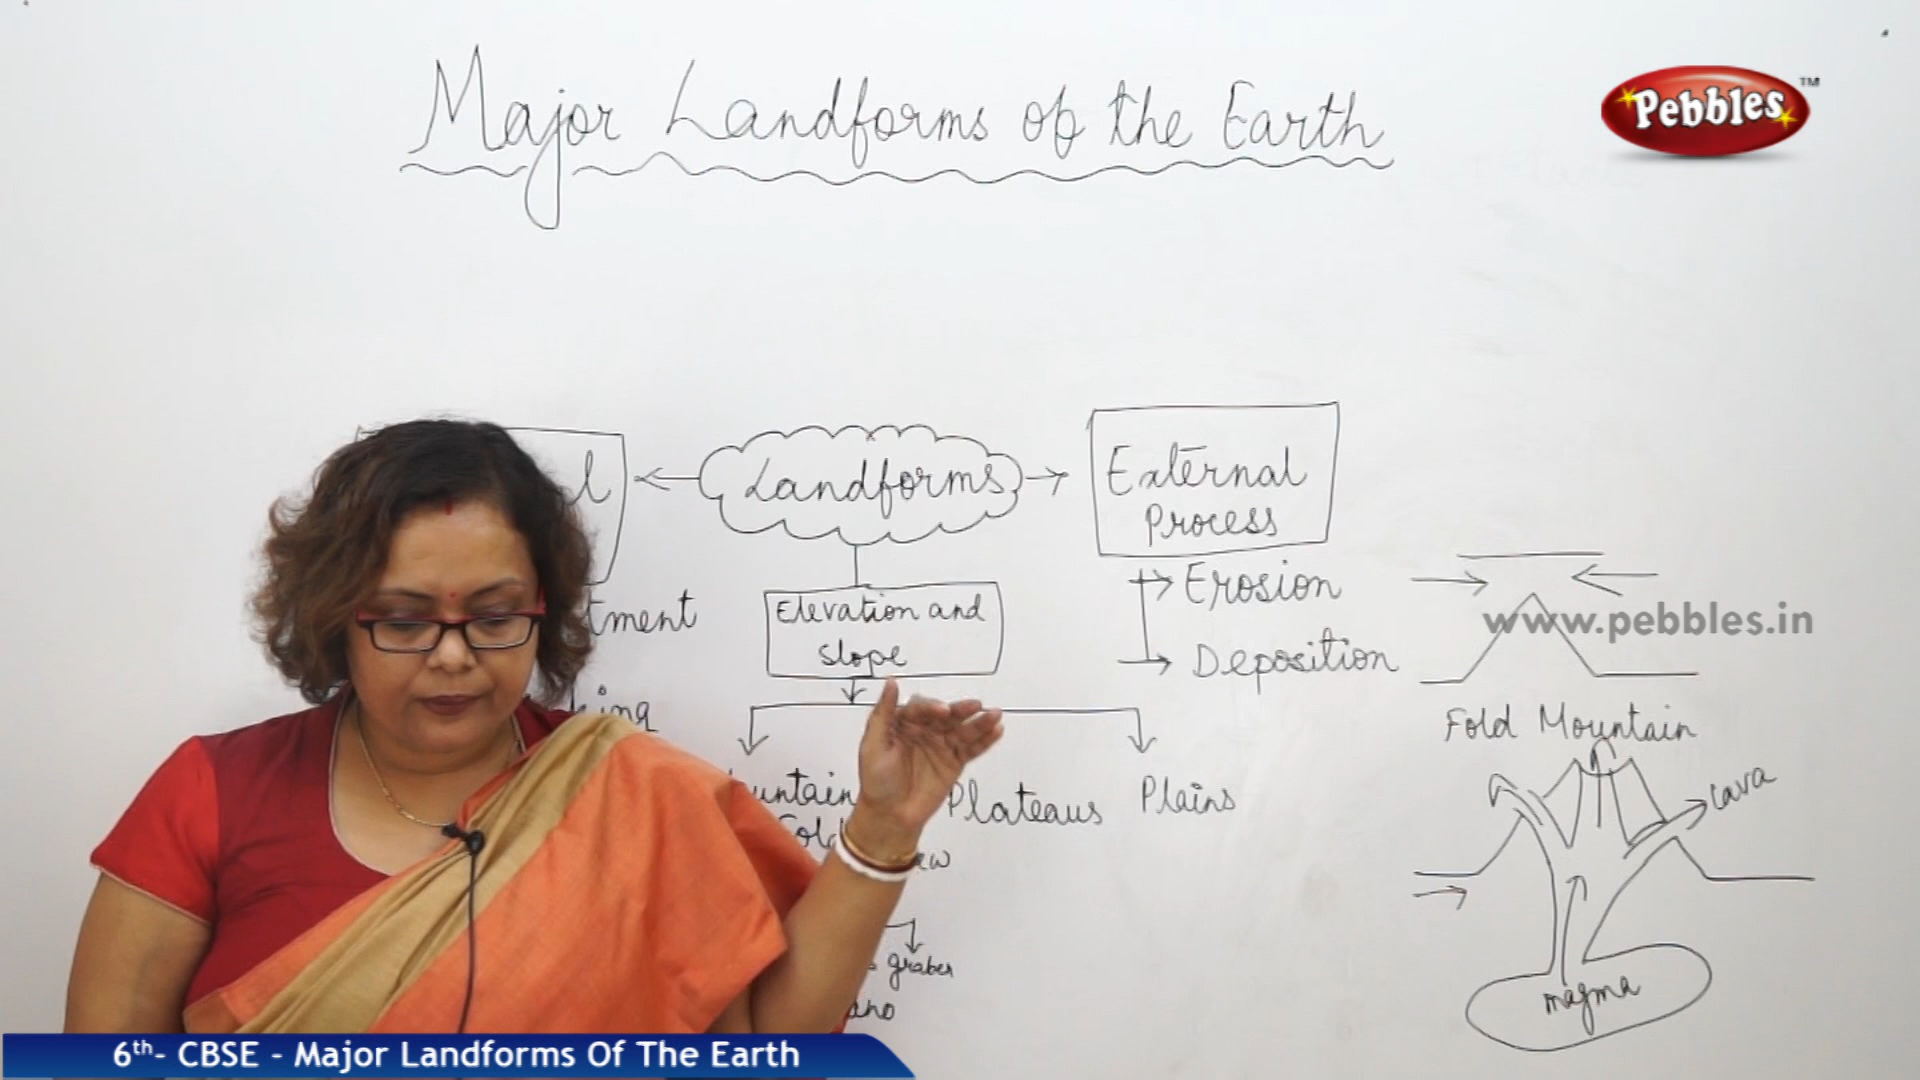 Major Landforms of the Earth
Pebbles™
Landforms
External
Process
Elevation and
slope
Erosion
Deposition
www.pebbles.in
Fold Mountain
Plateaus
Plains
Lava
magma
6th- CBSE - Major Landforms Of The Earth